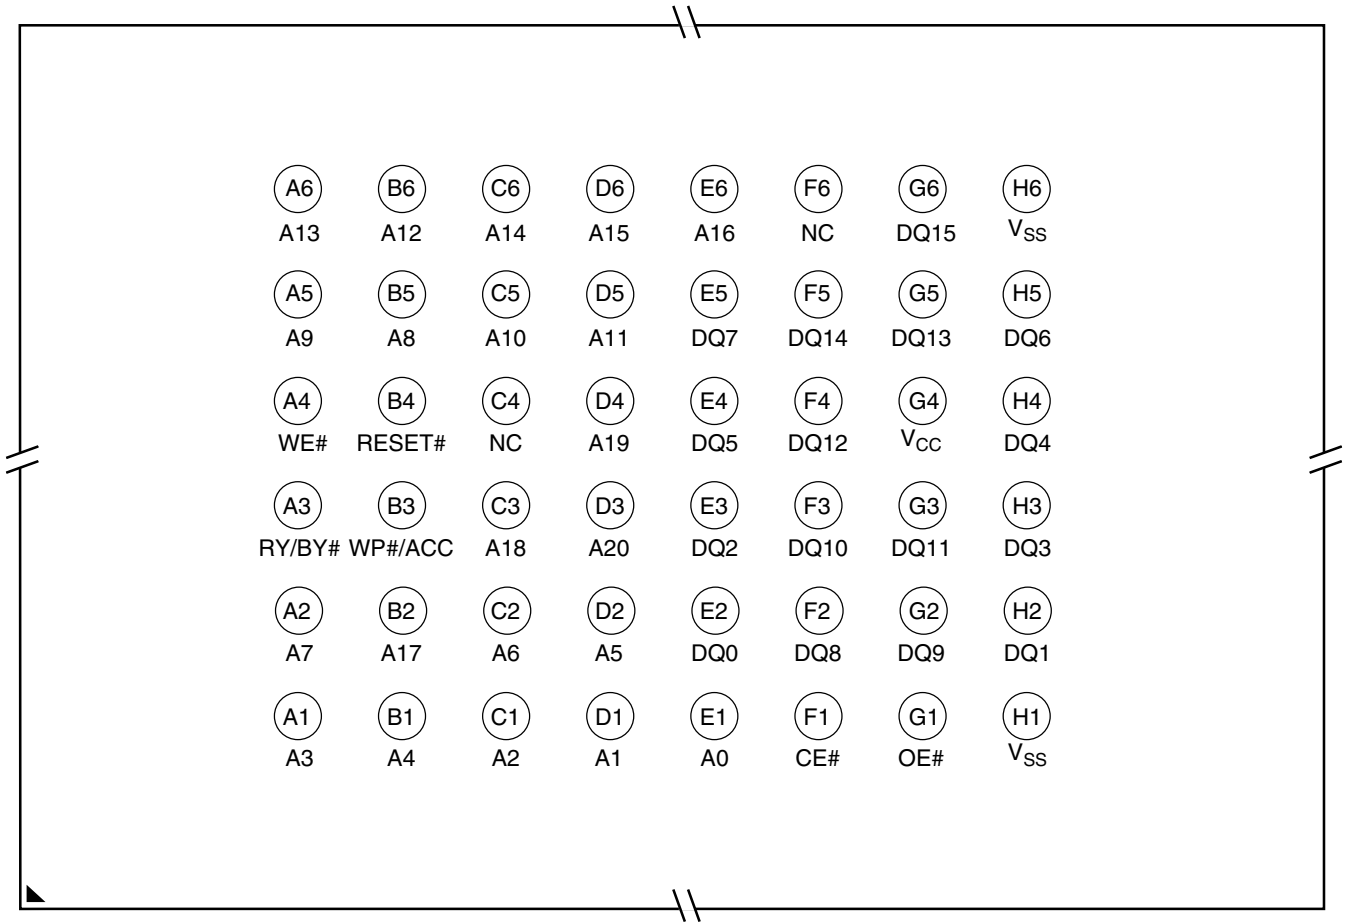 A6 B6 C6 D6 E6 F6 G6 H6
A13 A12 A14 A15 A16 NC DQ15 VSS
A5 B5 C5 D5 E5 F5 G5 H5
A9 A8 A10 A11 DQ7 DQ14 DQ13 DQ6
A4 B4 C4 D4 E4 F4 G4 H4
WE# RESET# NC A19 DQ5 DQ12 VCC DQ4
A3 B3 C3 D3 E3 F3 G3 H3
RY/BY# WP#/ACC A18 A20 DQ2 DQ10 DQ11 DQ3
A2 B2 C2 D2 E2 F2 G2 H2
A7 A17 A6 A5 DQ0 DQ8 DQ9 DQ1
A1 B1 C1 D1 E1 F1 G1 H1
A3 A4 A2 A1 A0 CE# OE# VSS